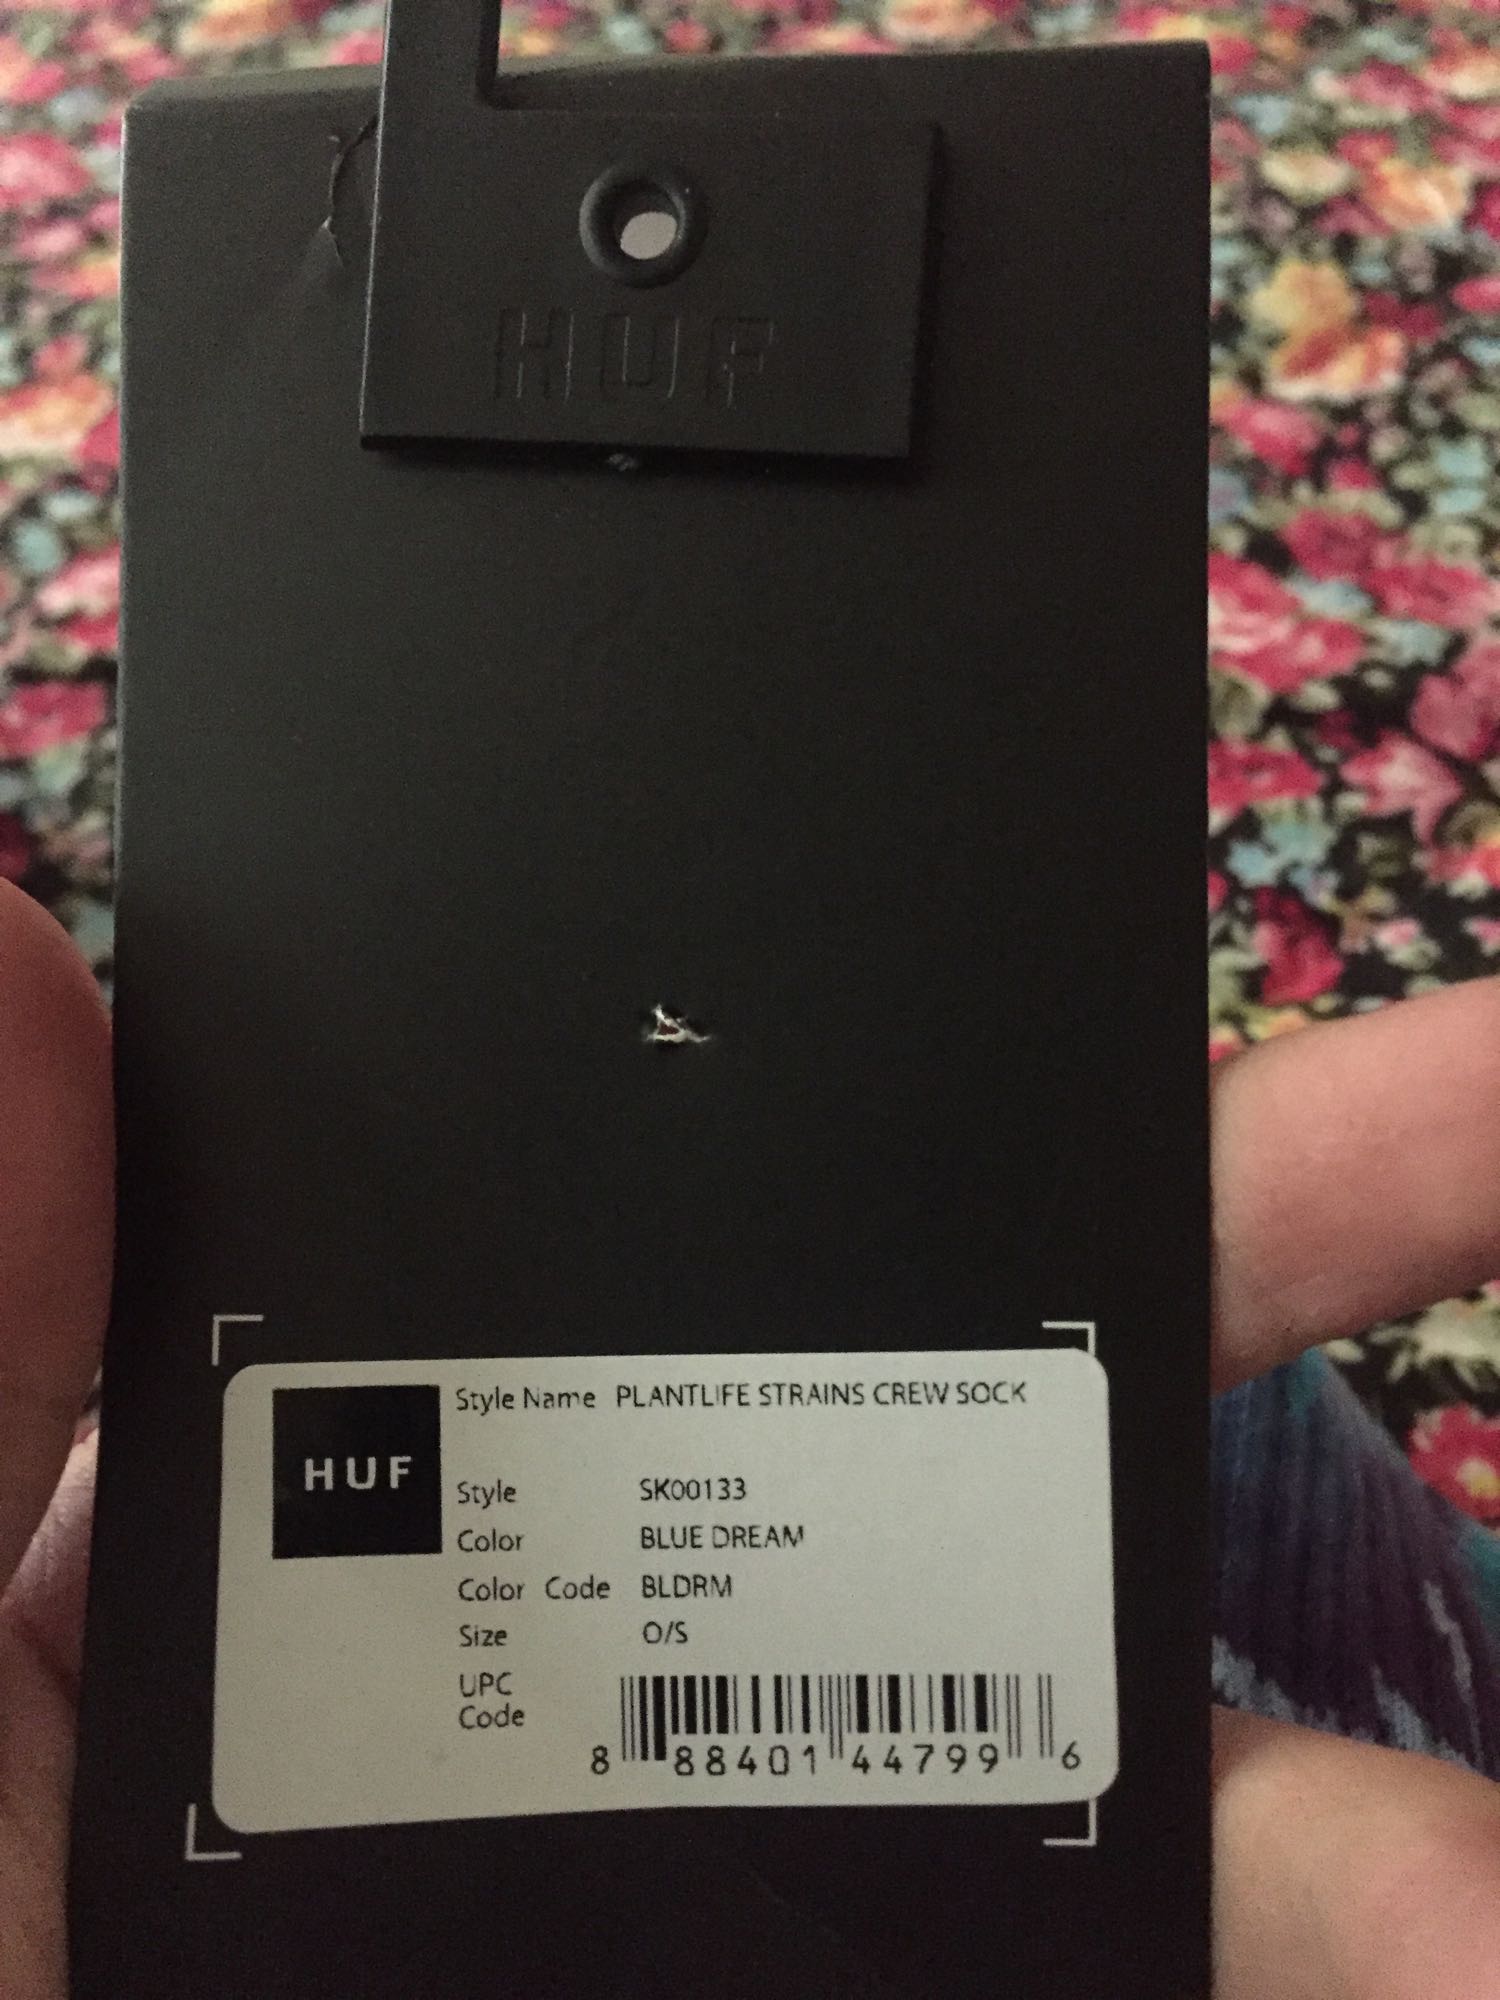 HUF
HUF
Style Name PLANTLIFE STRAINS CREW SOCK
Style SK00133
Color BLUE DREAM
Color Code BLDRM
Size O/S
UPC
Code
8 88401 44799 6